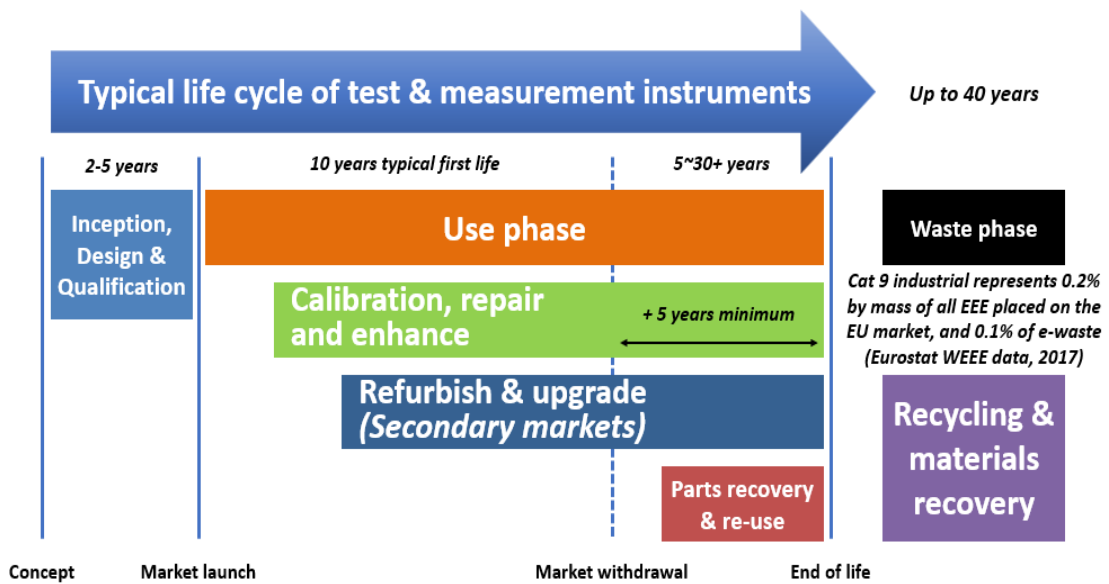 Typical life cycle of test & measurement instruments
Up to 40 years
2-5 years
10 years typical first life
5~30+ years
Inception,
Design &
Qualification
Use phase
Waste phase
Cat 9 industrial represents 0.2%
by mass of all EEE placed on the
EU market, and 0.1% of e-waste
(Eurostat WEEE data, 2017)
Calibration, repair
and enhance
+ 5 years minimum
Refurbish & upgrade
(Secondary markets)
Recycling &
materials
recovery
Parts recovery
& re-use
Concept
Market launch
Market withdrawal
End of life